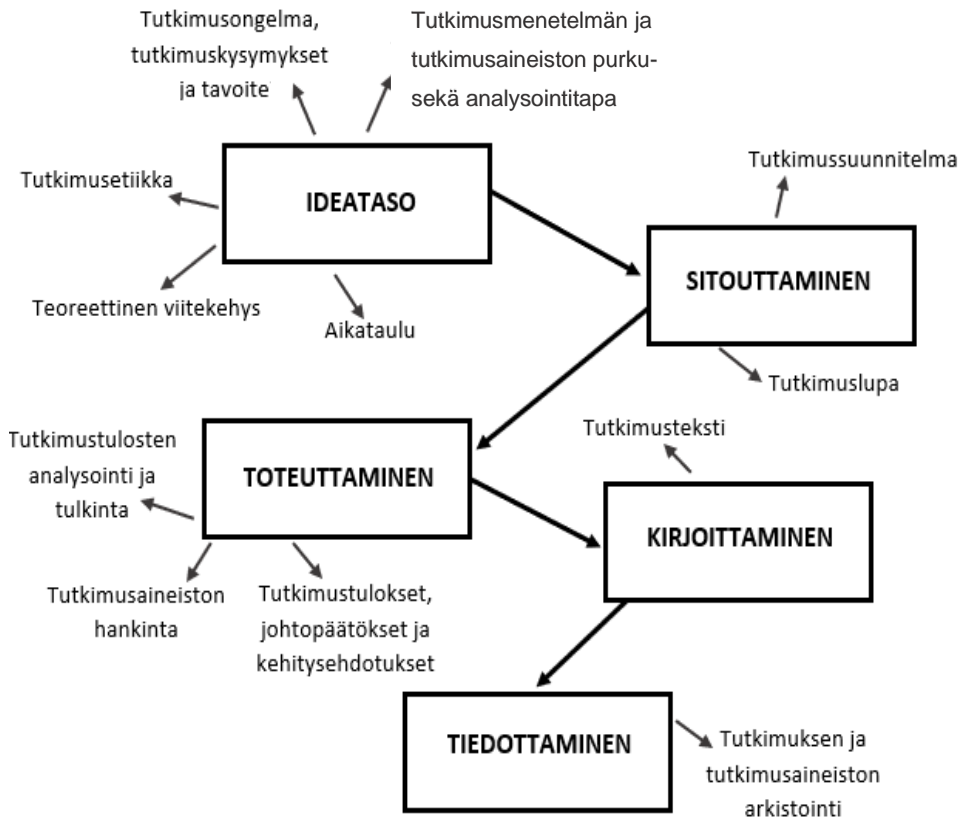 Tutkimusongelma,
tutkimuskysymykset
ja tavoite
Tutkimusmenetelmän ja
tutkimusaineiston purku-
sekä analysointitapa
Tutkimusetiikka
IDEATASO
Teoreettinen viitekehys
Aikataulu
Tutkimussuunnitelma
SITOUTTAMINEN
Tutkimuslupa
Tutkimustulosten
analysointi ja
tulkinta
TOTEUTTAMINEN
Tutkimusaineiston
hankinta
Tutkimustulokset,
johtopäätökset ja
kehitysehdotukset
Tutkimusteksti
KIRJOITTAMINEN
TIEDOTTAMINEN
Tutkimuksen ja
tutkimusaineiston
arkistointi